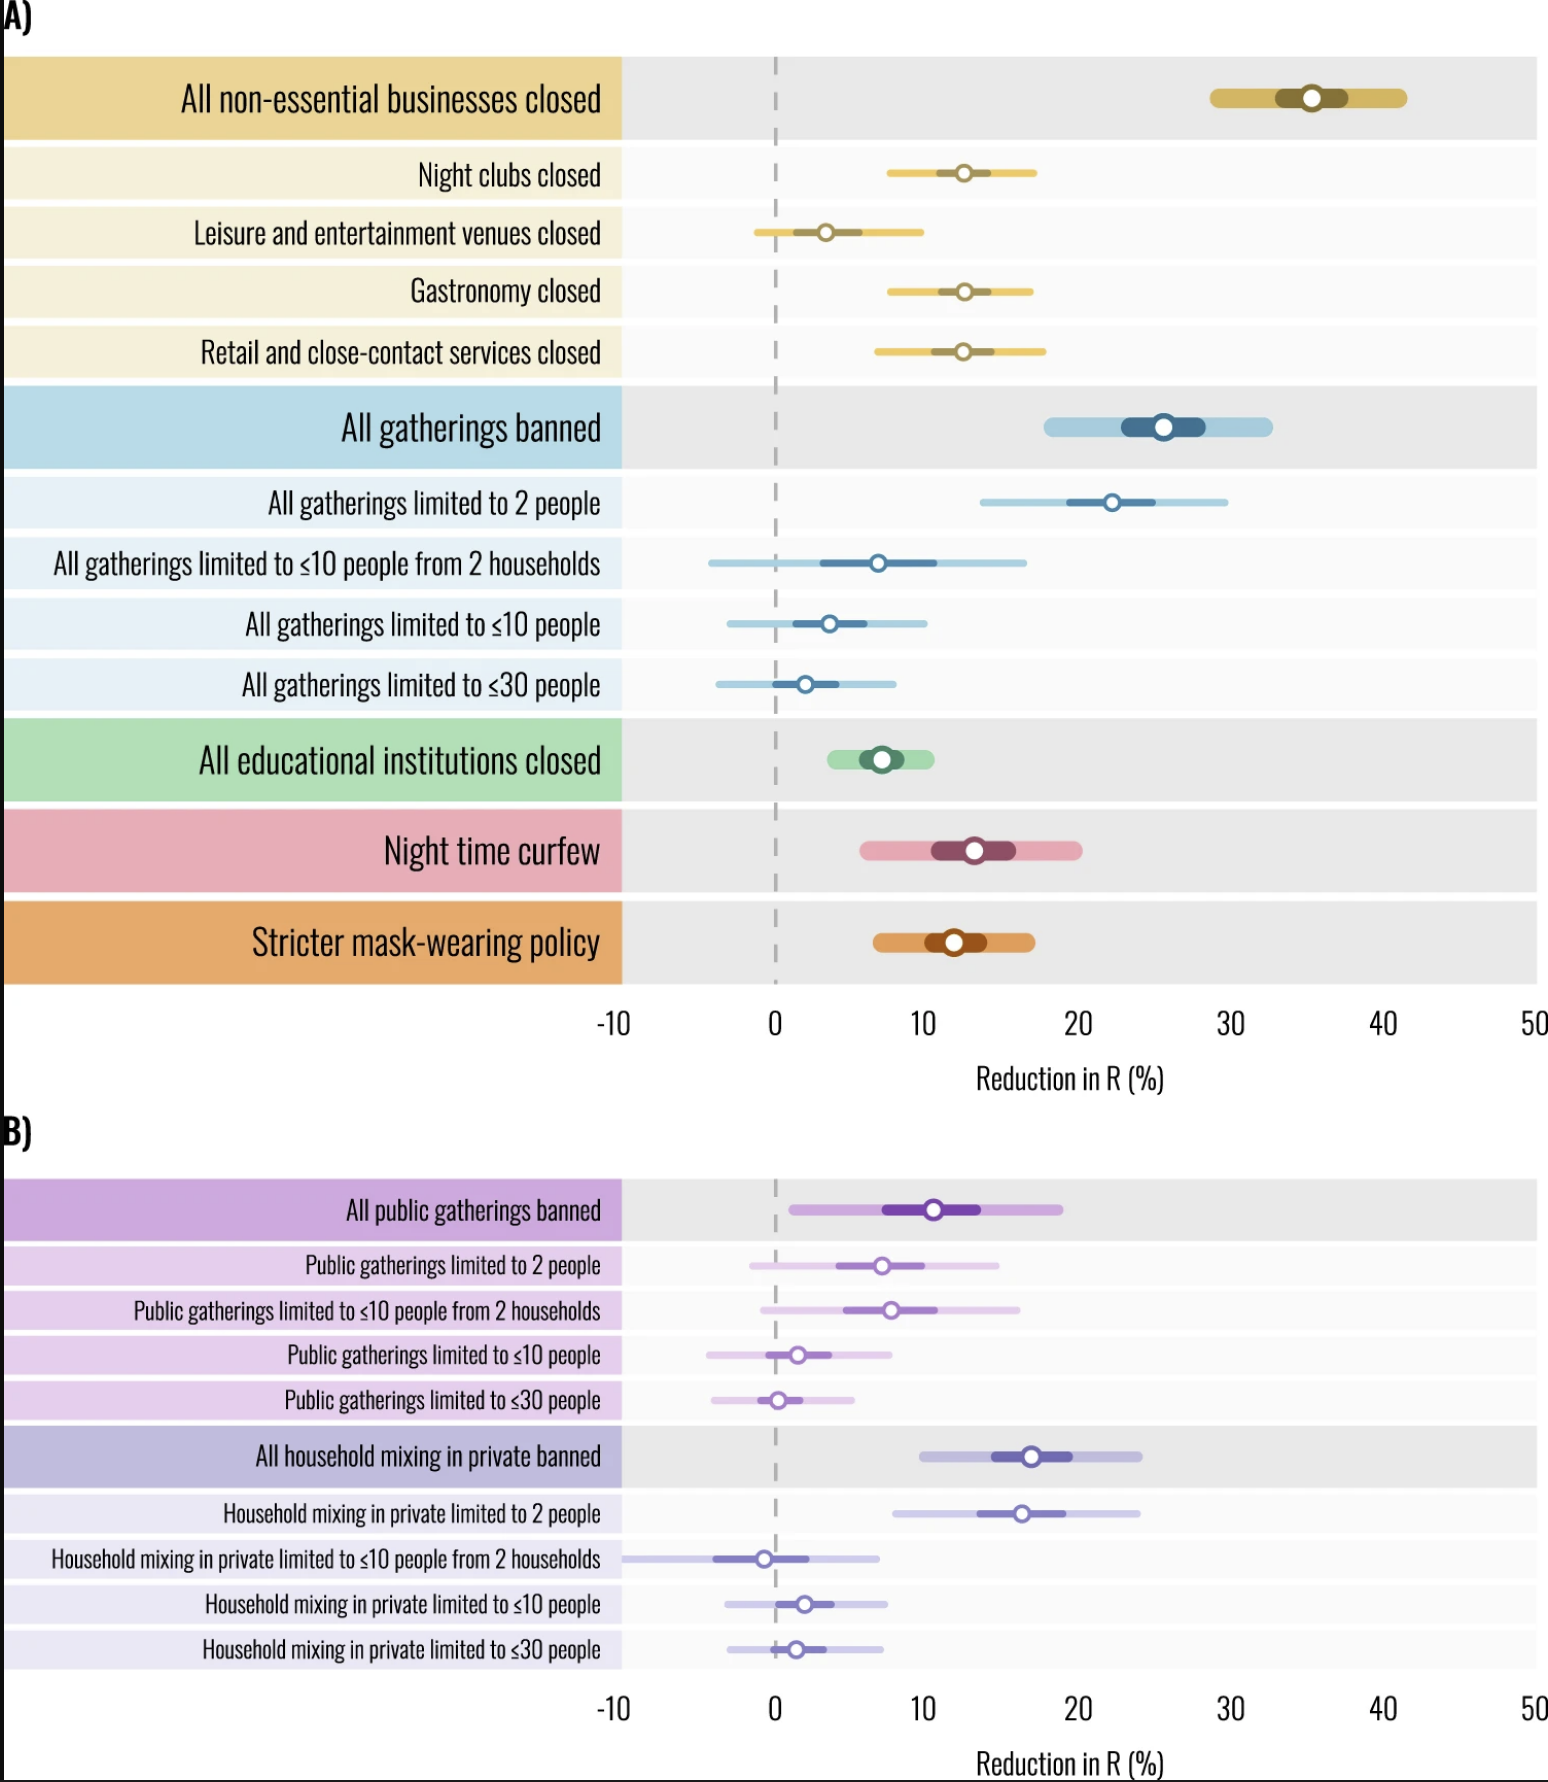 A)
All non-essential businesses closed
Night clubs closed
Leisure and entertainment venues closed
Gastronomy closed
Retail and close-contact services closed
All gatherings banned
All gatherings limited to 2 people
All gatherings limited to ≤10 people from 2 households
All gatherings limited to ≤10 people
All gatherings limited to ≤30 people
All educational institutions closed
Night time curfew
Stricter mask-wearing policy
-10 0 10 20 30 40 50
Reduction in R (%)
B)
All public gatherings banned
Public gatherings limited to 2 people
Public gatherings limited to ≤10 people from 2 households
Public gatherings limited to ≤10 people
Public gatherings limited to ≤30 people
All household mixing in private banned
Household mixing in private limited to 2 people
Household mixing in private limited to ≤10 people from 2 households
Household mixing in private limited to ≤10 people
Household mixing in private limited to ≤30 people
-10 0 10 20 30 40 50
Reduction in R (%)